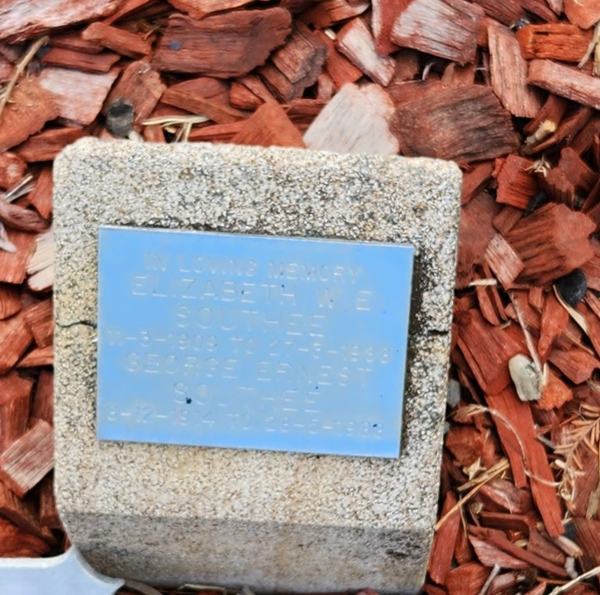 IN LOVING MEMORY
ELIZABETH W. E.
SOUTHEE
TO
GEORGE ERNEST
SOUTHEE
TO